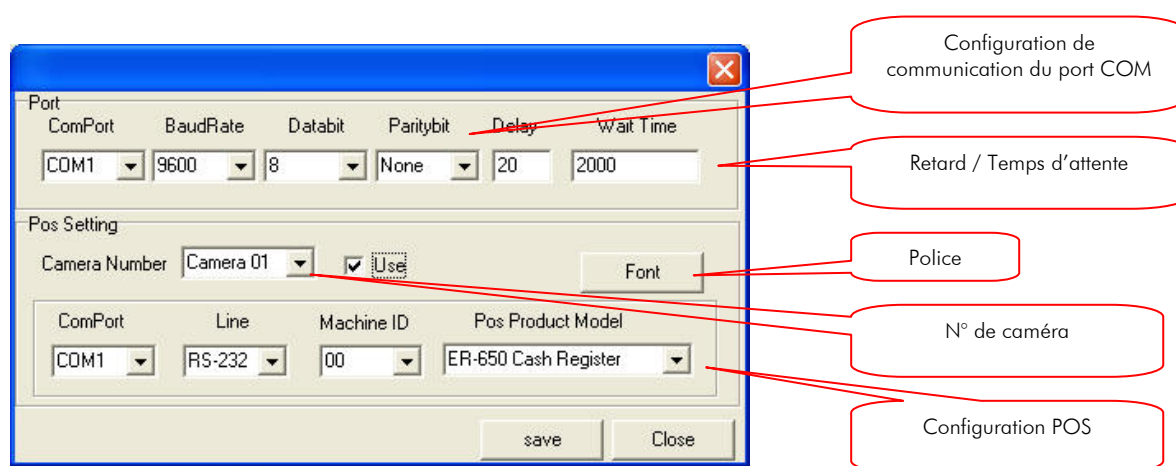 Port
ComPort BaudRate Databit Paritybit Delay Wait Time
COM1 9600 8 None 20 2000
Pos Setting
Camera Number Camera 01 Use Font
ComPort Line Machine ID Pos Product Model
COM1 RS-232 00 ER-650 Cash Register
save Close
Configuration de
communication du port COM
Retard / Temps d'attente
Police
N° de caméra
Configuration POS